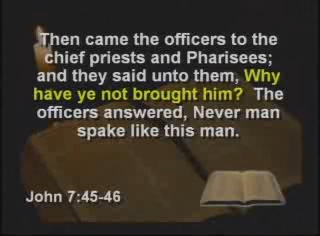 Then came the officers to the
chief priests and Pharisees;
and they said unto them, Why
have ye not brought him?  The
officers answered, Never man
spake like this man.
John 7:45-46